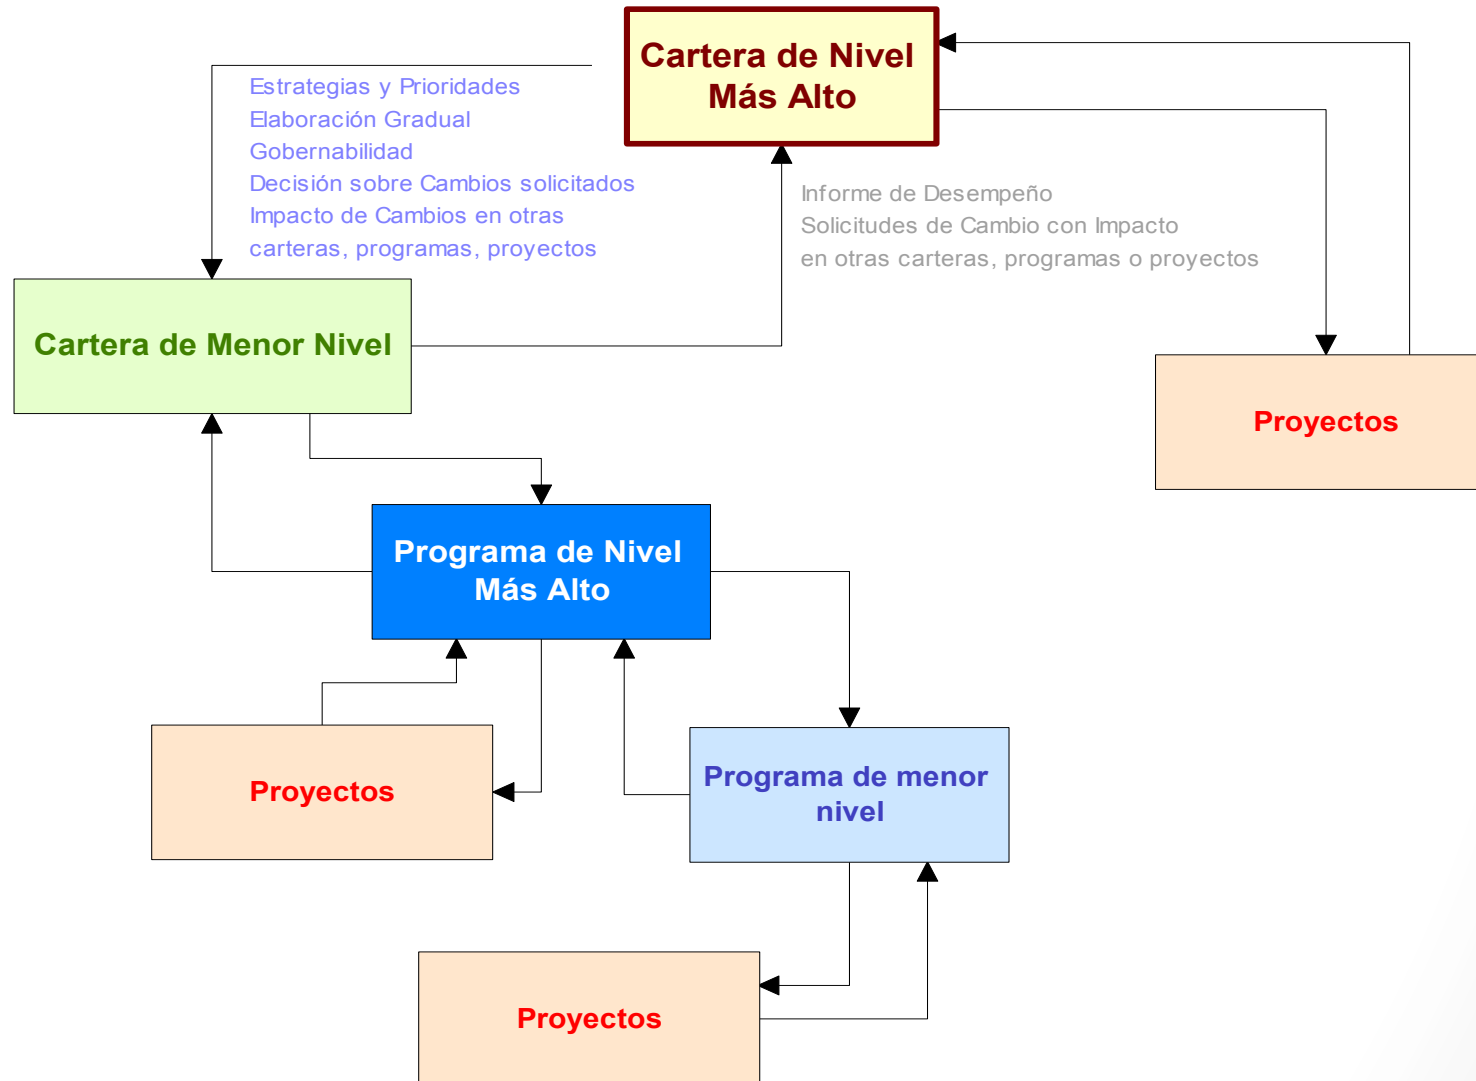 Cartera de Nivel
Más Alto
Estrategias y Prioridades
Elaboración Gradual
Gobernabilidad
Decisión sobre Cambios solicitados
Impacto de Cambios en otras
carteras, programas, proyectos
Informe de Desempeño
Solicitudes de Cambio con Impacto
en otras carteras, programas o proyectos
Cartera de Menor Nivel
Proyectos
Programa de Nivel
Más Alto
Proyectos
Programa de menor
nivel
Proyectos